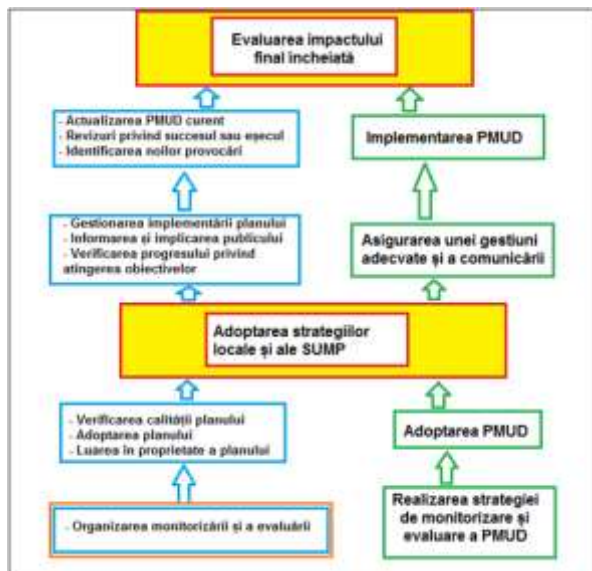 Evaluarea impactului
final încheiată
- Actualizarea PMUD curent
- Revizuri privind succesul sau eșecul
- Identificarea noilor provocări
Implementarea PMUD
- Gestionarea implementării planului
- Informarea și implicarea publicului
- Verificarea progresului privind
atingerea obiectivelor
Asigurarea unei gestiuni
adecvate și a comunicării
Adoptarea strategiilor
locale și ale SUMP
- Verificarea calității planului
- Adoptarea planului
- Luarea în proprietate a planului
Adoptarea PMUD
- Organizarea monitorizării și a evaluării
Realizarea strategiei
de monitorizare și
evaluare a PMUD